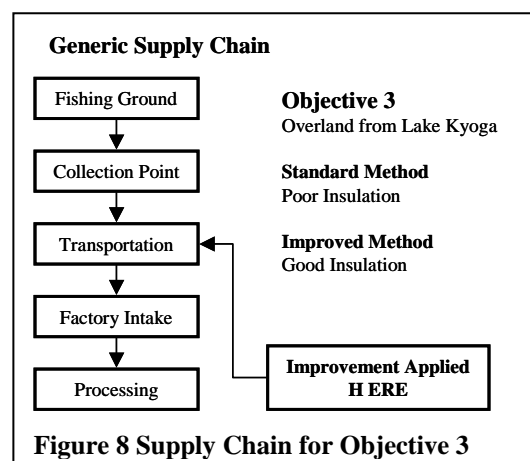 Generic Supply Chain
Fishing Ground
Collection Point
Transportation
Factory Intake
Processing
Objective 3
Overland from Lake Kyoga
Standard Method
Poor Insulation
Improved Method
Good Insulation
Improvement Applied
H ERE
Figure 8 Supply Chain for Objective 3